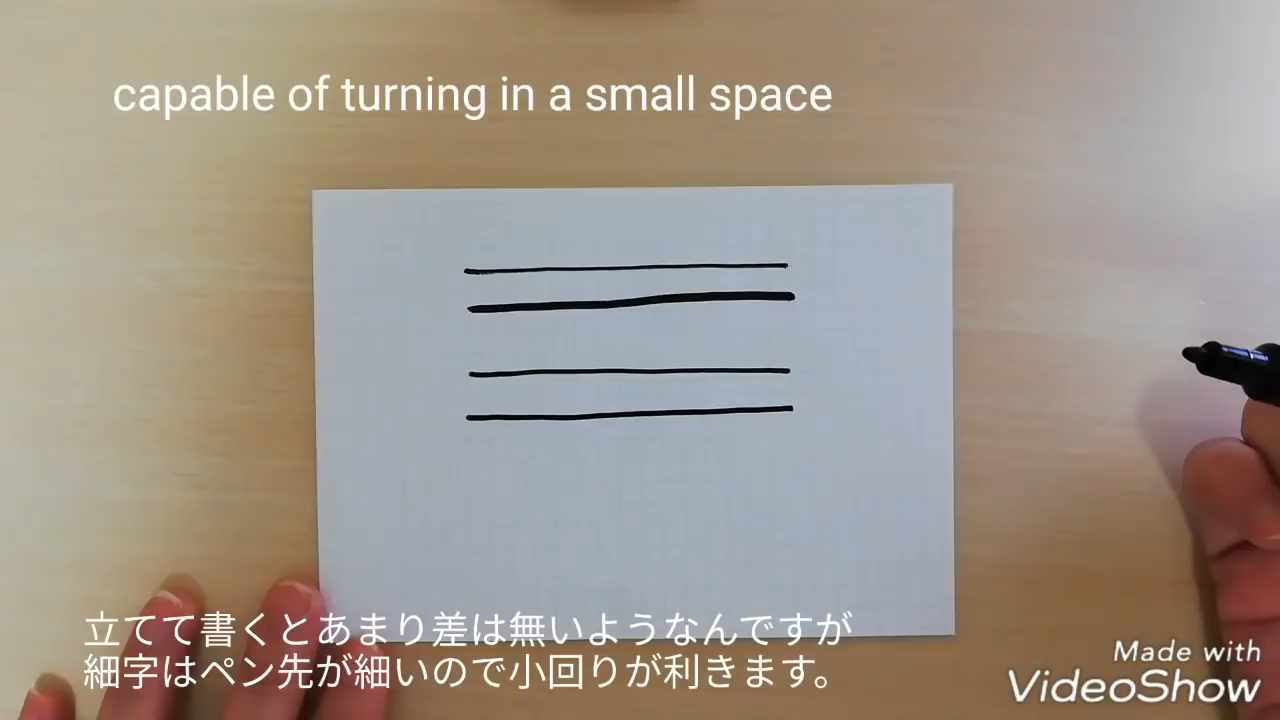 capable of turning in a small space
立てて書くとあまり差は無いようなんですが
細字はペン先が細いので小回りが利きます。
Made with
VideoShow